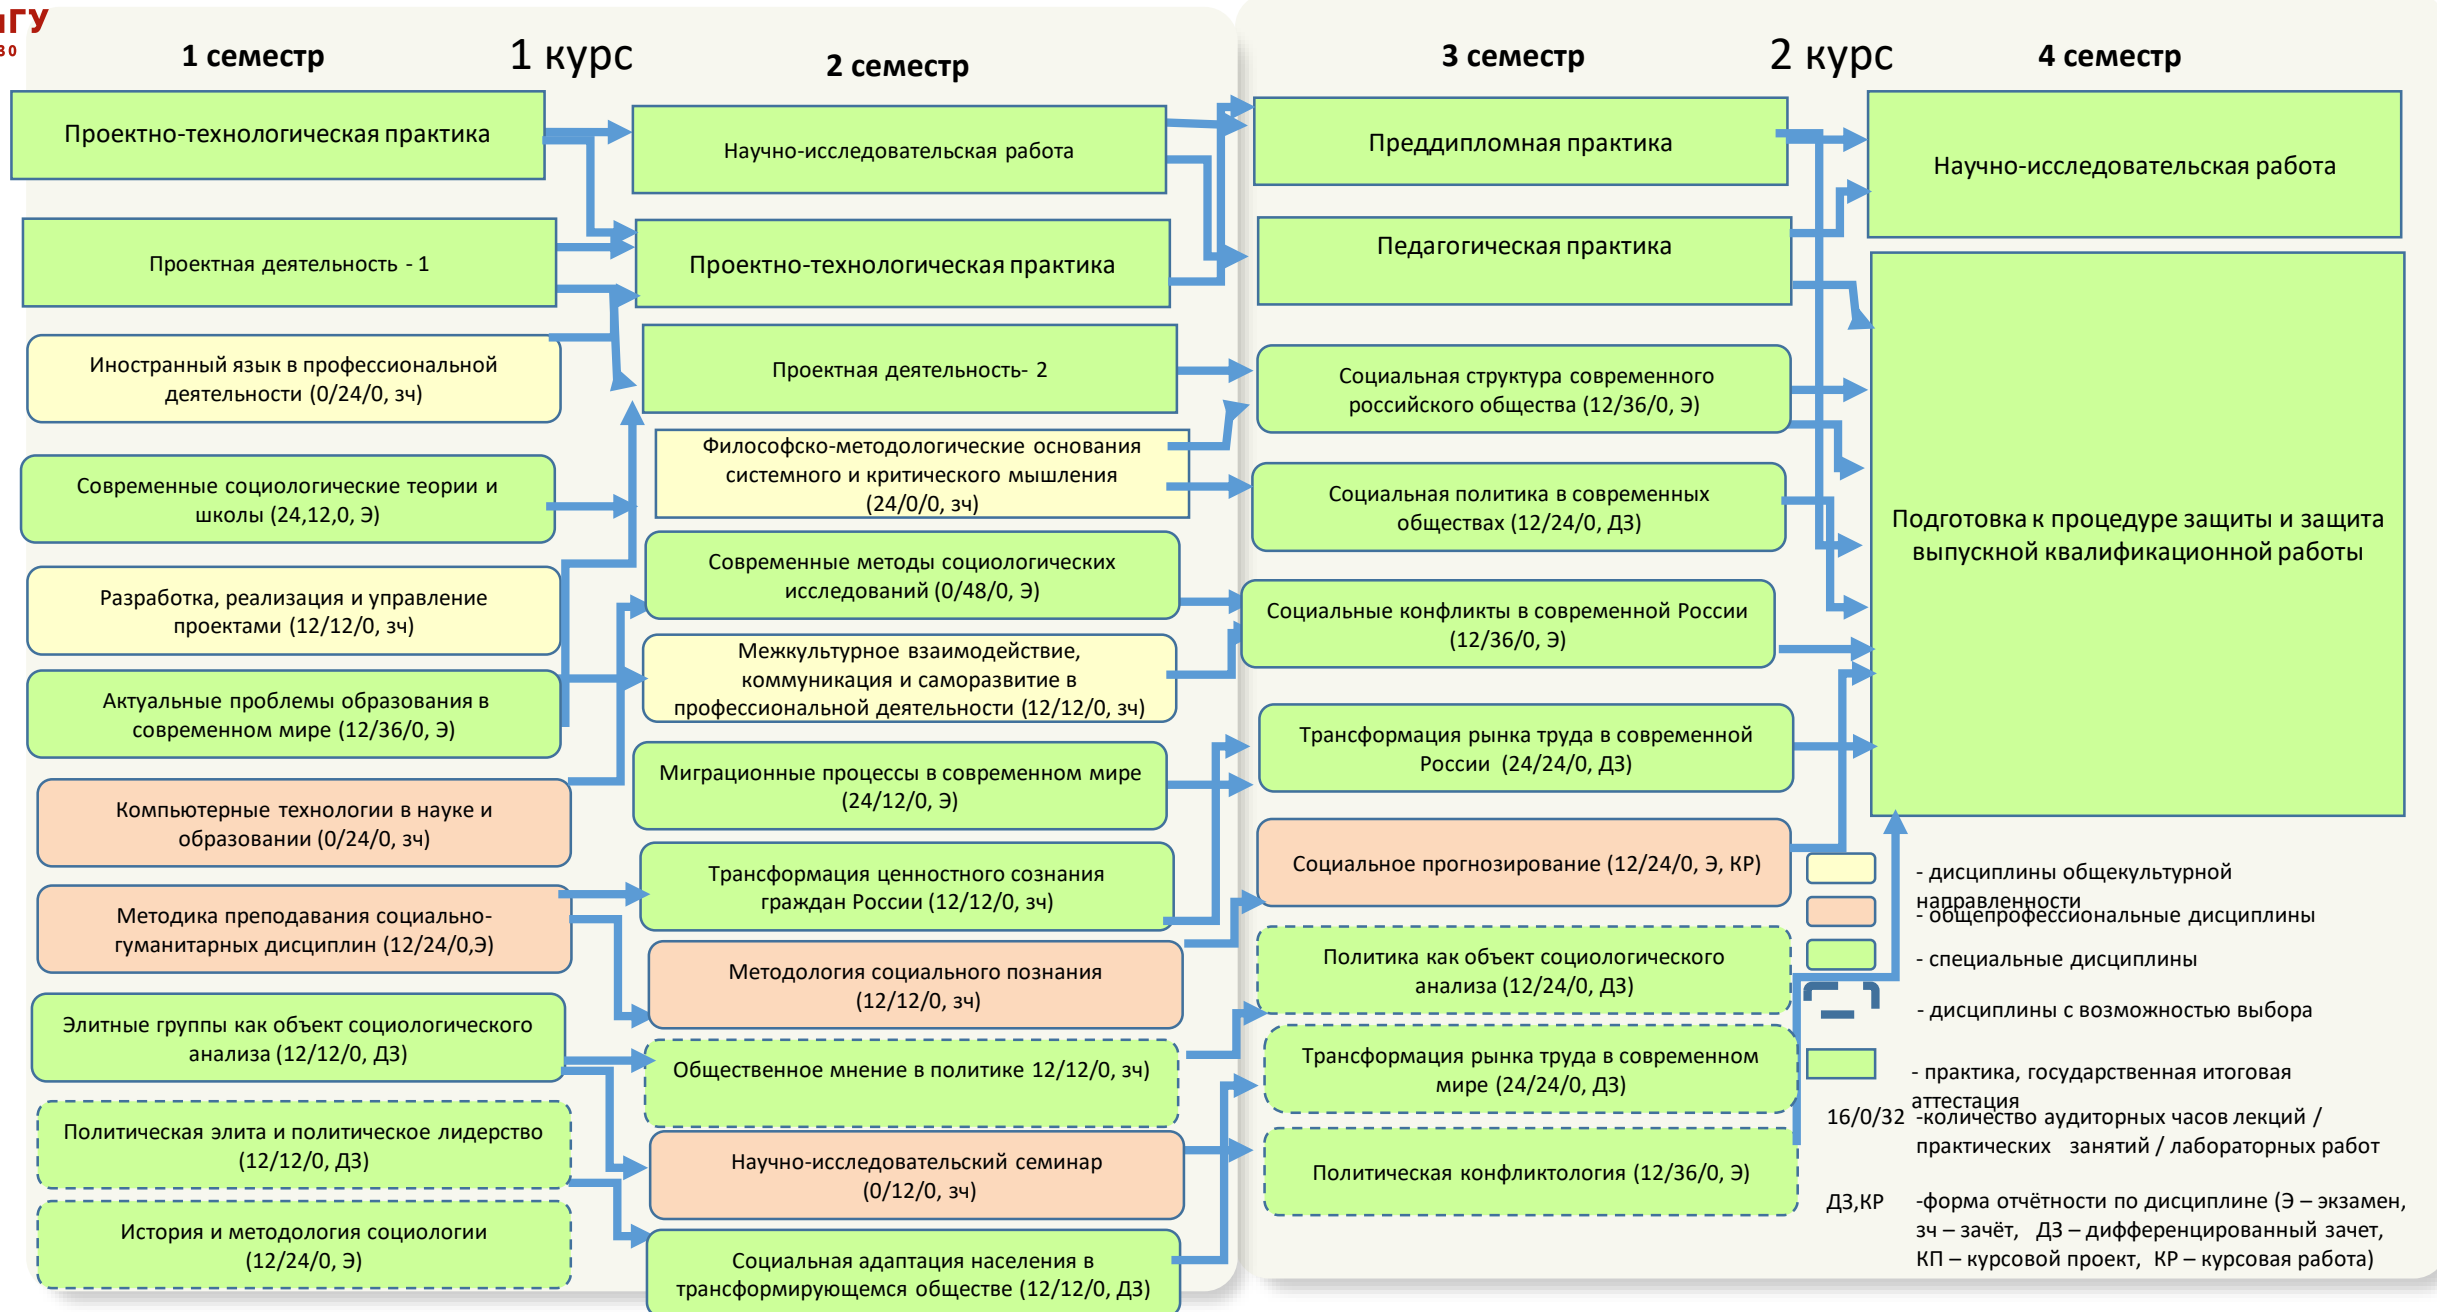 1 семестр
1 курс
2 семестр
3 семестр
2 курс
4 семестр
Проектно-технологическая практика
Проектная деятельность - 1
Иностранный язык в профессиональной
деятельности (0/24/0, зч)
Современные социологические теории и
школы (24,12,0, Э)
Разработка, реализация и управление
проектами (12/12/0, зч)
Актуальные проблемы образования в
современном мире (12/36/0, Э)
Компьютерные технологии в науке и
образовании (0/24/0, зч)
Методика преподавания социально-
гуманитарных дисциплин (12/24/0,Э)
Элитные группы как объект социологического
анализа (12/12/0, ДЗ)
Политическая элита и политическое лидерство
(12/12/0, ДЗ)
История и методология социологии
(12/24/0, Э)
Научно-исследовательская работа
Проектно-технологическая практика
Проектная деятельность- 2
Философско-методологические основания
системного и критического мышления
(24/0/0, зч)
Современные методы социологических
исследований (0/48/0, Э)
Межкультурное взаимодействие,
коммуникация и саморазвитие в
профессиональной деятельности (12/12/0, зч)
Миграционные процессы в современном мире
(24/12/0, Э)
Трансформация ценностного сознания
граждан России (12/12/0, зч)
Методология социального познания
(12/12/0, зч)
Общественное мнение в политике 12/12/0, зч)
Научно-исследовательский семинар
(0/12/0, зч)
Социальная адаптация населения в
трансформирующемся обществе (12/12/0, ДЗ)
Преддипломная практика
Педагогическая практика
Социальная структура современного
российского общества (12/36/0, Э)
Социальная политика в современных
обществах (12/24/0, ДЗ)
Социальные конфликты в современной России
(12/36/0, Э)
Трансформация рынка труда в современной
России (24/24/0, ДЗ)
Социальное прогнозирование (12/24/0, Э, КР)
Политика как объект социологического
анализа (12/24/0, ДЗ)
Трансформация рынка труда в современном
мире (24/24/0, ДЗ)
Политическая конфликтология (12/36/0, Э)
Научно-исследовательская работа
Подготовка к процедуре защиты и защита
выпускной квалификационной работы
- дисциплины общекультурной
направленности
- общепрофессиональные дисциплины
- специальные дисциплины
- дисциплины с возможностью выбора
- практика, государственная итоговая
аттестация
16/0/32 -количество аудиторных часов лекций /
практических занятий / лабораторных работ
ДЗ,КР -форма отчётности по дисциплине (Э – экзамен,
зч – зачёт, ДЗ – дифференцированный зачет,
КП – курсовой проект, КР – курсовая работа)